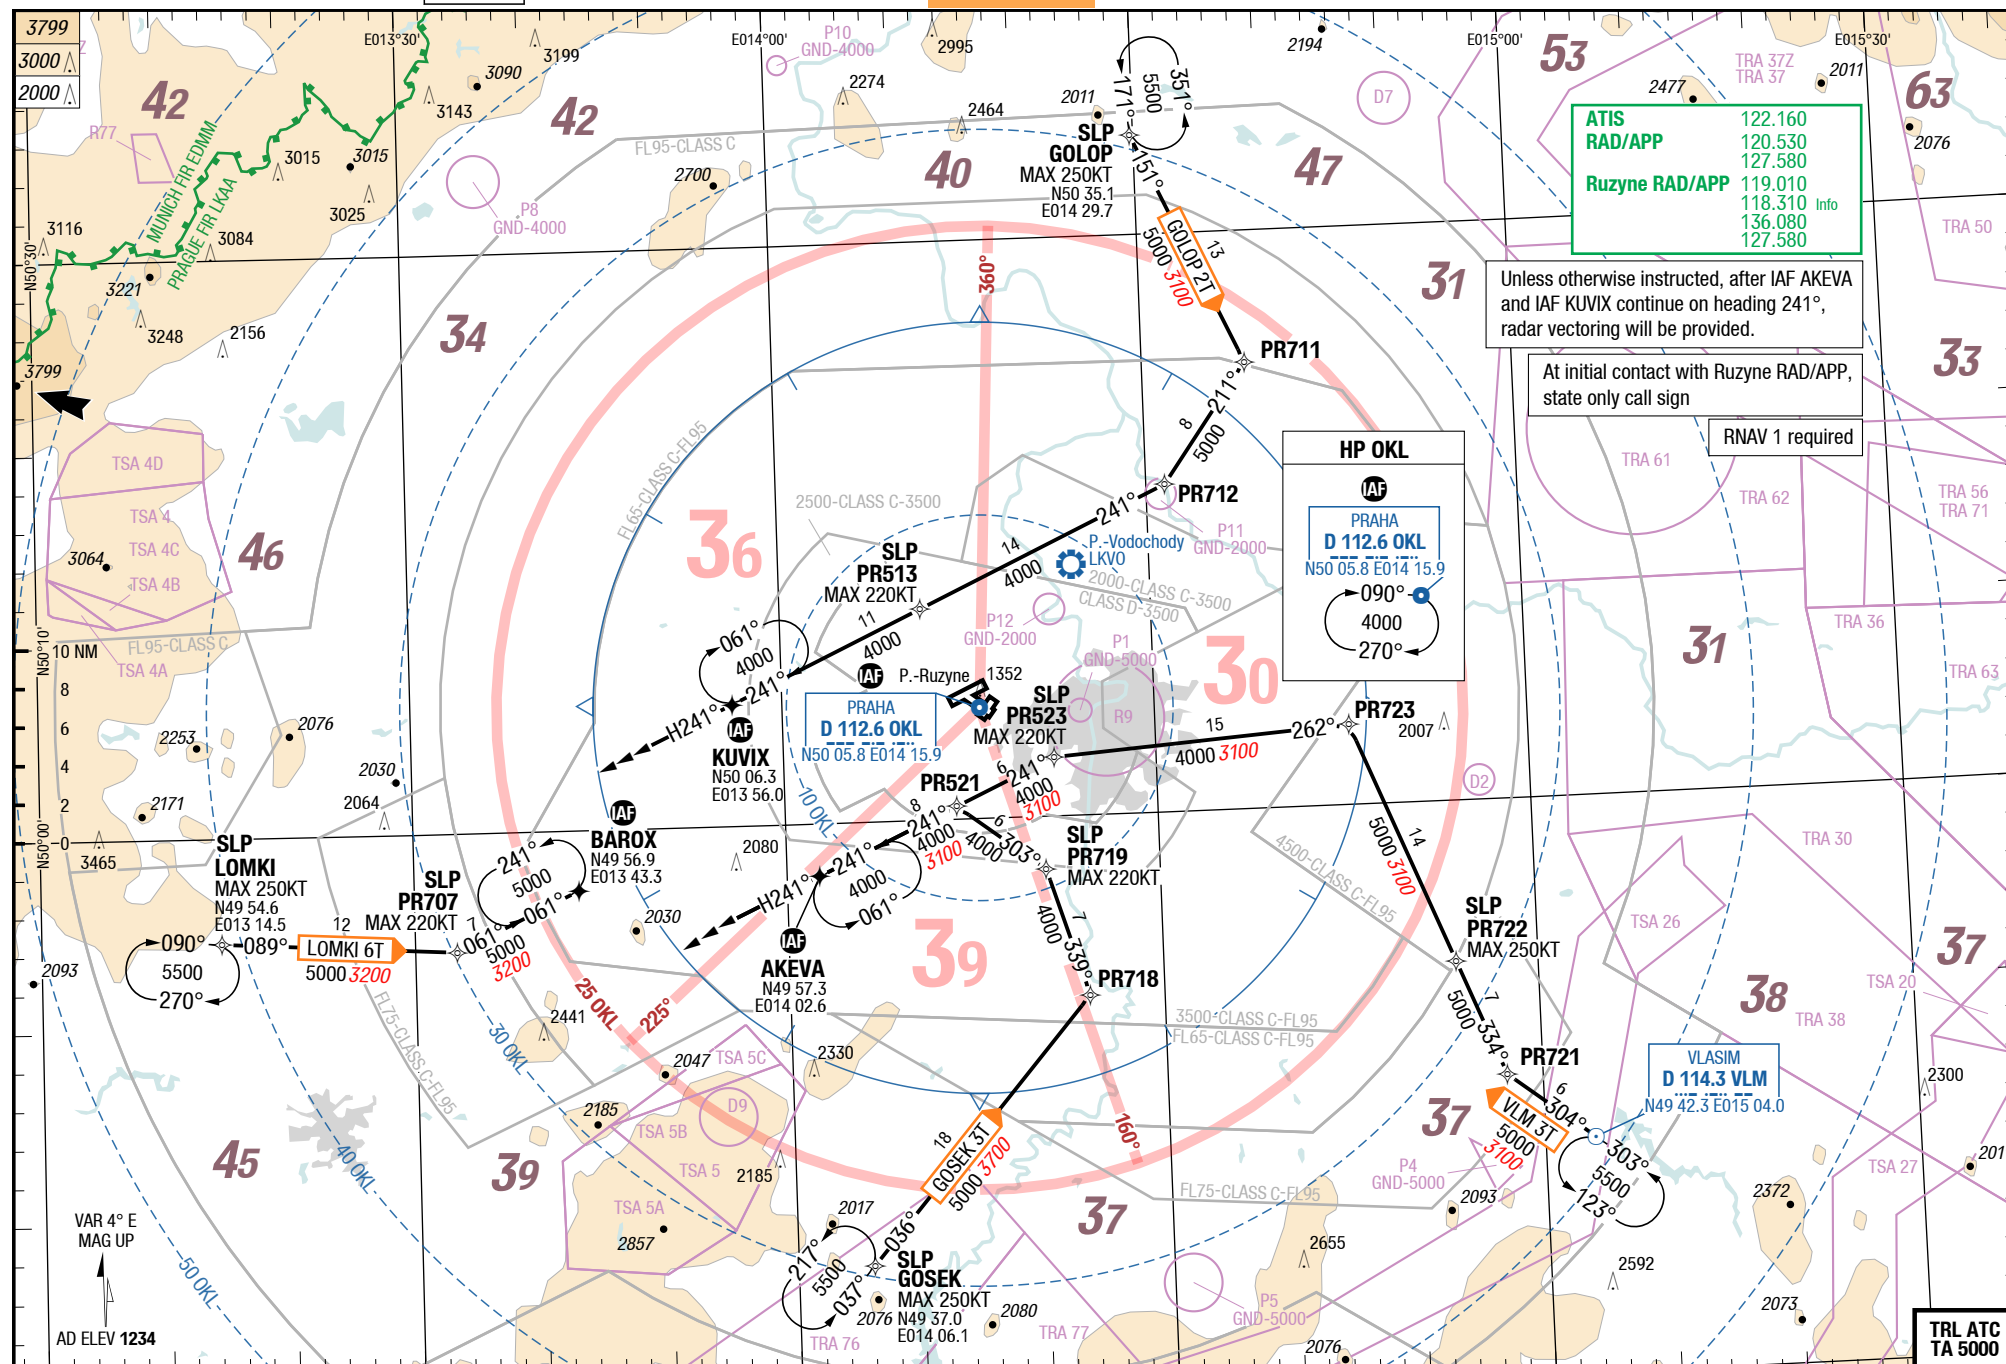 3799
3000
2000
42
R77
MUNICH FIR EDMM
PRAGUE FIR LKAA
E013°30'
3199
3090
3143
42
3015
3015
3025
3084
3116
3221
3248
2156
3799
N50°30'
P8
GND-4000
FL95-CLASS C
2700
34
E014°00'
P10
GND-4000
2995
2274
2464
40
2011
2194
SLP
GOLOP
MAX 250KT
N50 35.1
E014 29.7
171°
5500
351°
151°
GOLOP 2T
13
5000 3100
47
D7
E015°00'
53
TRA 37Z
TRA 37
2011
2477
E015°30'
63
2076
ATIS 122.160
RAD/APP 120.530
127.580
Ruzyne RAD/APP 119.010
118.310 Info
136.080
127.580
TRA 50
31
Unless otherwise instructed, after IAF AKEVA
and IAF KUVIX continue on heading 241°,
radar vectoring will be provided.
33
At initial contact with Ruzyne RAD/APP,
state only call sign
RNAV 1 required
360°
PR711
211°
8
5000
PR712
P11
GND-2000
241°
14
4000
TSA 4D
TSA 4
TSA 4C
TSA 4B
TSA 4A
3064
46
FL95-CLASS C
FL65-CLASS C-FL95
36
2500-CLASS C-3500
SLP
PR513
MAX 220KT
11
4000
P.-Vodochody
LKVO
2000-CLASS C-3500
CLASS D-3500
P12
GND-2000
P1
GND-5000
R9
30
HP OKL
IAF
PRAHA
D 112.6 OKL
N50 05.8 E014 15.9
090°
4000
270°
TRA 61
TRA 62
TRA 56
TRA 71
TRA 36
31
TRA 63
N50°10'
10 NM
8
6
4
2
0
N50°00'
061°
4000
241°
H241°
IAF
KUVIX
N50 06.3
E013 56.0
IAF
P.-Ruzyne
1352
PRAHA
D 112.6 OKL
N50 05.8 E014 15.9
SLP
PR523
MAX 220KT
15
262°
4000 3100
PR723
2007
D2
2076
2253
2030
2064
2171
3465
10 OKL
PR521
6
241°
4000
3100
8
241°
4000
3100
6
303°
4000
SLP
PR719
MAX 220KT
14
5000 3100
4500-CLASS C-FL95
TRA 30
TSA 26
SLP
LOMKI
MAX 250KT
N49 54.6
E013 14.5
090°
5500
270°
089°
12
LOMKI 6T
5000 3200
2093
SLP
PR707
MAX 220KT
7
061°
5000
3200
241°
5000
061°
IAF
BAROX
N49 56.9
E013 43.3
2080
2030
241°
4000
061°
H241°
IAF
AKEVA
N49 57.3
E014 02.6
39
7
4000
339°
PR718
SLP
PR722
MAX 250KT
7
5000
334°
PR721
37
TSA 20
38
TRA 38
FL75-CLASS C-FL95
25 OKL
225°
30 OKL
2441
3500-CLASS C-FL95
FL65-CLASS C-FL95
2047
TSA 5C
2330
D9
2185
TSA 5B
TSA 5
2185
TSA 5A
2857
45
39
40 OKL
50 OKL
18
GOSEK 3T
5000 3700
036°
217°
5500
037°
2017
SLP
GOSEK
MAX 250KT
N49 37.0
E014 06.1
2076
2080
TRA 76
TRA 77
160°
37
FL75-CLASS C-FL95
P5
GND-5000
37
P4
GND-5000
VLM 3T
5000
3100
6
304°
VLASIM
D 114.3 VLM
N49 42.3 E015 04.0
303°
5500
123°
2093
2655
2592
2372
2300
TSA 27
2073
2076
VAR 4° E
MAG UP
AD ELEV 1234
TRL ATC
TA 5000